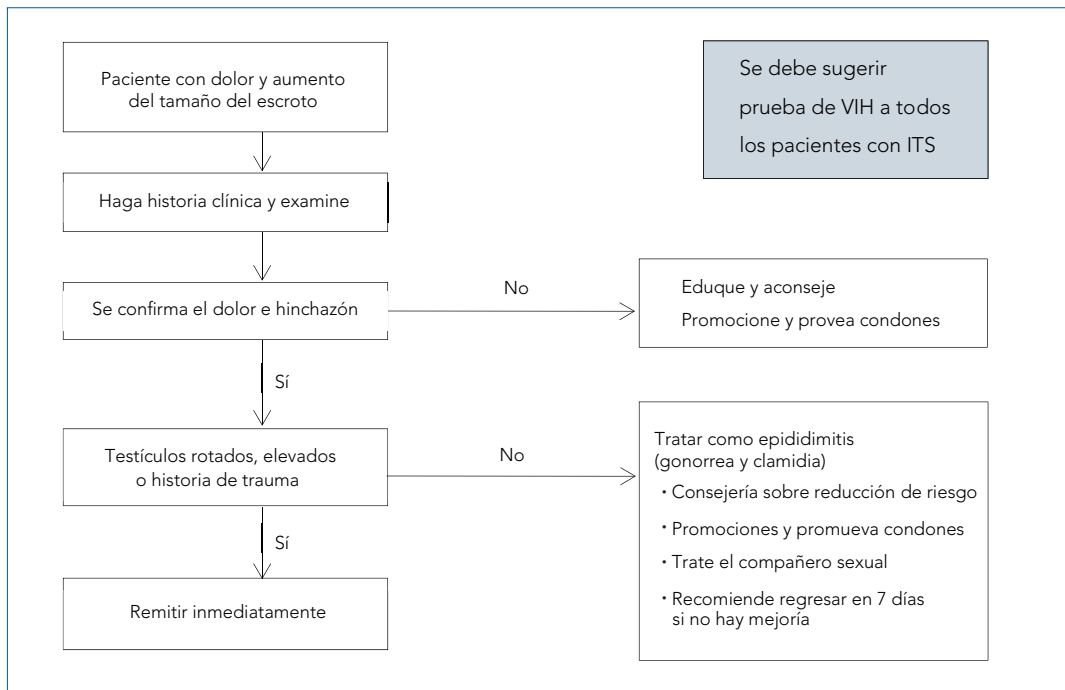 Paciente con dolor y aumento
del tamaño del escroto
Se debe sugerir
prueba de VIH a todos
los pacientes con ITS
Haga historia clínica y examine
Se confirma el dolor e hinchazón
No
Eduque y aconseje
Promocione y provea condones
Sí
Testículos rotados, elevados
o historia de trauma
No
Tratar como epididimitis
(gonorrea y clamidia)
· Consejería sobre reducción de riesgo
· Promociones y promueva condones
· Trate el compañero sexual
· Recomiende regresar en 7 días
si no hay mejoría
Sí
Remitir inmediatamente